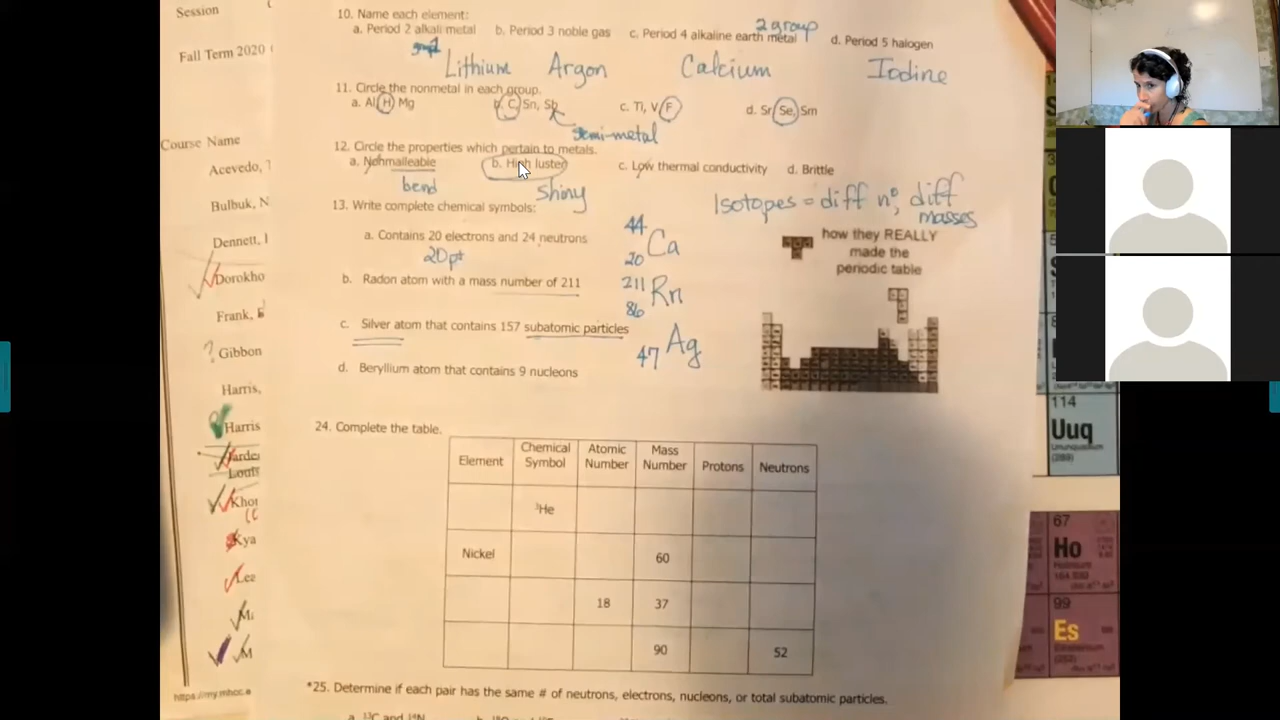 Session
Fall Term 2020
Course Name
Acevedo,
Bulbuk, N
Dennett, I
Dorokho
Frank,
Gibbon
Harris,
Harris
Khor
Kya
Lee
https://my.mhcc.e
10. Name each element:
a. Period 2 alkali metal b. Period 3 noble gas c. Period 4 alkaline earth metal d. Period 5 halogen
2 group
Lithium Argon Calcium Iodine
11. Circle the nonmetal in each group.
a. Al H Mg C, Sn, Sb c. Ti, V F d. Sr Se, Sm
Semi-metal
12. Circle the properties which pertain to metals.
a. Nonmalleable b. High luster c. Low thermal conductivity d. Brittle
bend shiny
Isotopes = diff nº, diff masses
13. Write complete chemical symbols:
a. Contains 20 electrons and 24 neutrons
20p+
44 Ca 20
b. Radon atom with a mass number of 211
211 Rn 86
c. Silver atom that contains 157 subatomic particles
47 Ag
d. Beryllium atom that contains 9 nucleons
how they REALLY
made the
periodic table
24. Complete the table.
Element Chemical Symbol Atomic Number Mass Number Protons Neutrons
³He
Nickel 60
18 37
90 52
*25. Determine if each pair has the same # of neutrons, electrons, nucleons, or total subatomic particles.
114
Uuq
67
Ho
99
Es